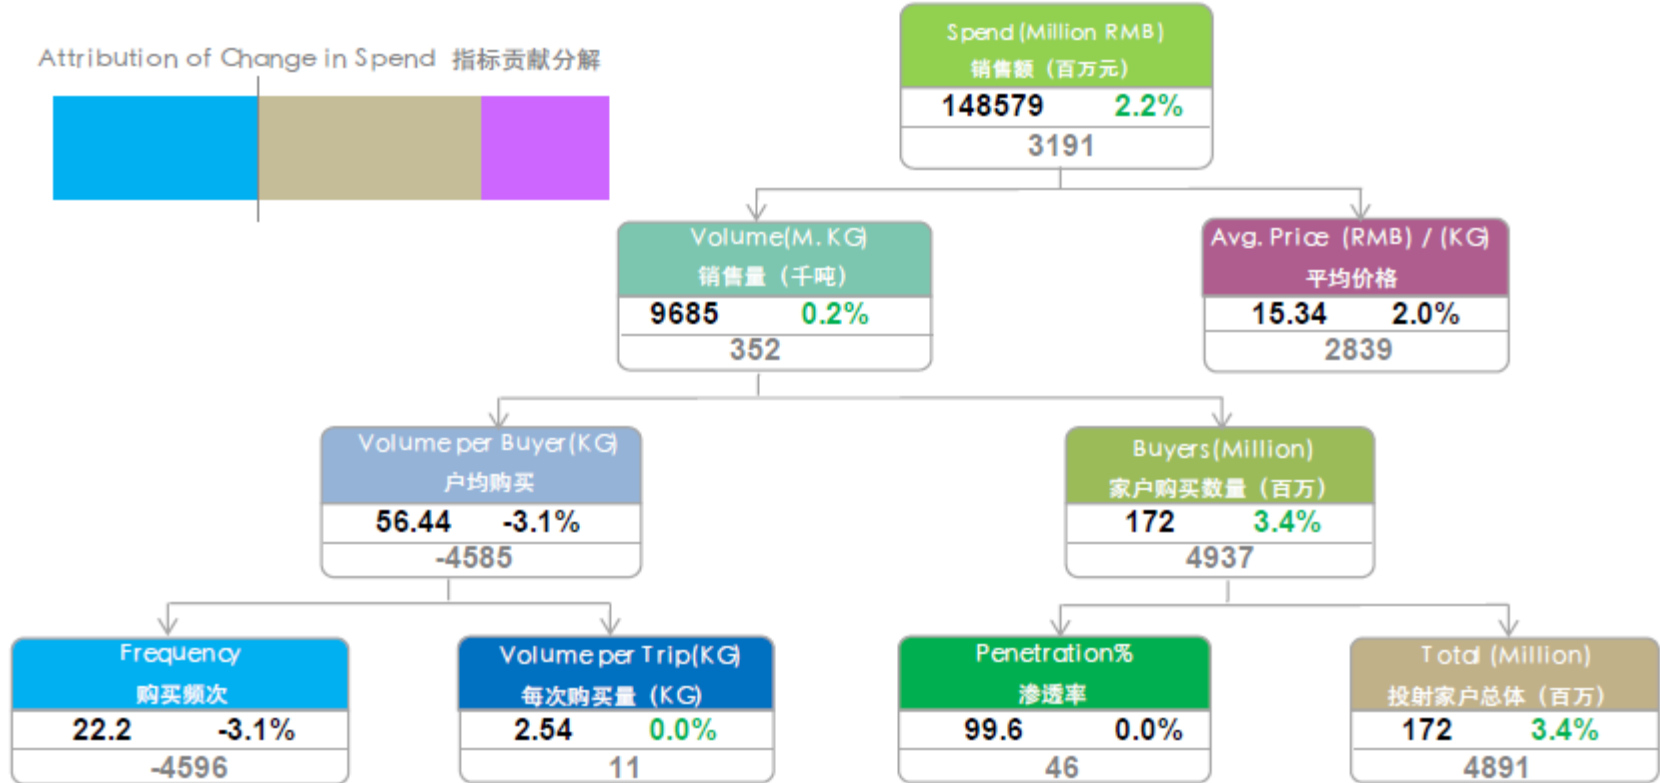 Attribution of Change in Spend 指标贡献分解
Spend (Million RMB)
销售额（百万元）
148579 2.2%
3191
Volume(M. KG)
销售量（千吨）
9685 0.2%
352
Avg. Price (RMB) / (KG)
平均价格
15.34 2.0%
2839
Volume per Buyer(KG)
户均购买
56.44 -3.1%
-4585
Buyers(Million)
家户购买数量（百万）
172 3.4%
4937
Frequency
购买频次
22.2 -3.1%
-4596
Volume per Trip(KG)
每次购买量（KG）
2.54 0.0%
11
Penetration%
渗透率
99.6 0.0%
46
Total (Million)
投射家户总体（百万）
172 3.4%
4891